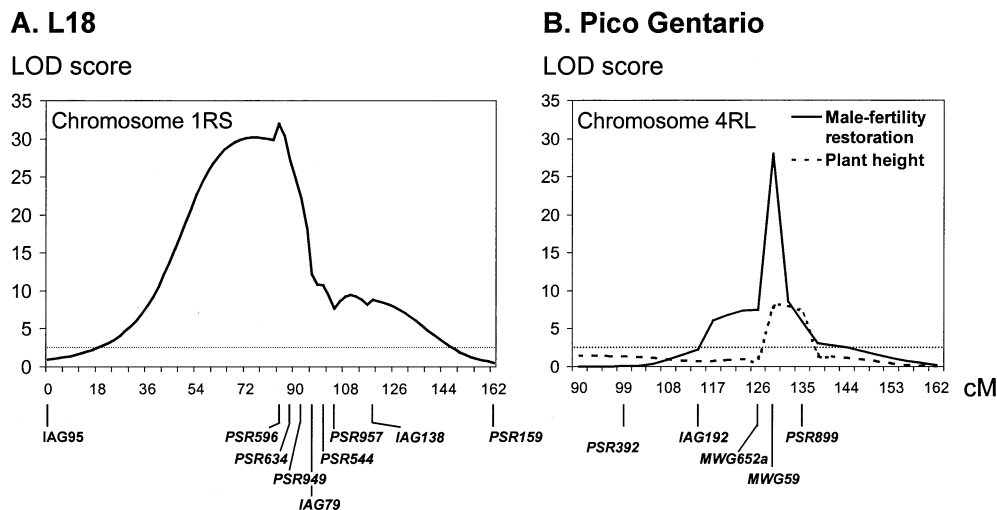 A. L18
LOD score
35
30
25
20
15
10
5
0
Chromosome 1RS
0 18 36 54 72 90 108 126 144 162
IAG95
PSR596
PSR957
IAG138
PSR159
PSR634
PSR544
PSR949
IAG79
B. Pico Gentario
LOD score
35
30
25
20
15
10
5
0
Chromosome 4RL
Male-fertility
restoration
Plant height
90 99 108 117 126 135 144 153 162 cM
PSR392
IAG192
PSR899
MWG652a
MWG59